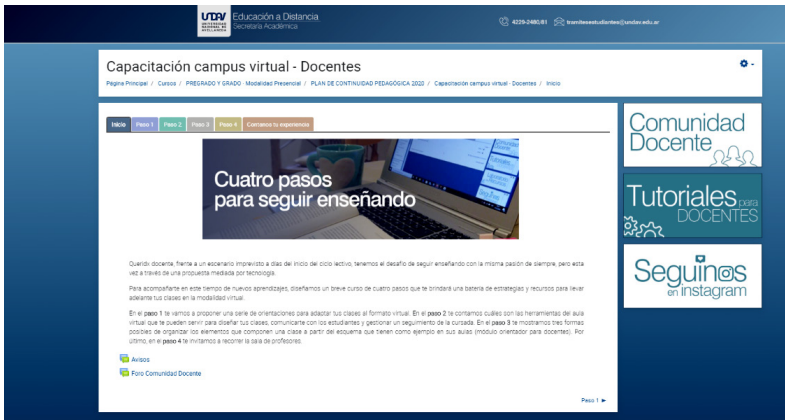 UNDAV
UNIVERSIDAD
NACIONAL DE
AVELLANEDA
Educación a Distancia
Secretaría Académica
4229-2480/81
tramitesestudiantes@undav.edu.ar
Capacitación campus virtual - Docentes
Página Principal / Cursos / PREGRADO Y GRADO - Modalidad Presencial / PLAN DE CONTINUIDAD PEDAGÓGICA 2020 / Capacitación campus virtual - Docentes / Inicio
Inicio Paso 1 Paso 2 Paso 3 Paso 4 Contanos tu experiencia
Cuatro pasos
para seguir enseñando
Queridx docente, frente a un escenario imprevisto a días del inicio del ciclo lectivo, tenemos el desafío de seguir enseñando con la misma pasión de siempre, pero esta
vez a través de una propuesta mediada por tecnología.
Para acompañarte en este tiempo de nuevos aprendizajes, diseñamos un breve curso de cuatro pasos que te brindará una batería de estrategias y recursos para llevar
adelante tus clases en la modalidad virtual.
En el paso 1 te vamos a proponer una serie de orientaciones para adaptar tus clases al formato virtual. En el paso 2 te contamos cuáles son las herramientas del aula
virtual que te pueden servir para diseñar tus clases, comunicarte con los estudiantes y gestionar un seguimiento de la cursada. En el paso 3 te mostramos tres formas
posibles de organizar los elementos que componen una clase a partir del esquema que tienen como ejemplo en sus aulas (módulo orientador para docentes). Por
último, en el paso 4 te invitamos a recorrer la sala de profesores.
Avisos
Foro Comunidad Docente
Paso 1 ►
Comunidad
Docente
Tutoriales para
DOCENTES
Seguinos
en instagram